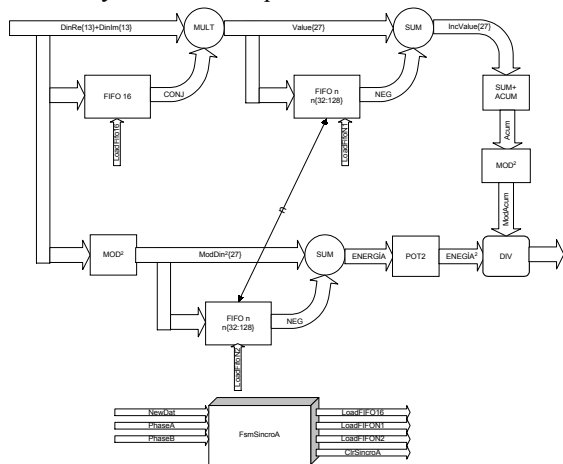 DinRe{13}+DinIm{13}
MULT
Value{27}
SUM
IncValue{27}
FIFO 16
CONJ
FIFO n
n{32:128}
NEG
SUM+
ACUM
LoadFifo16
LoadFifoN1
Acum
MOD²
n
ModAcum
MOD²
ModDin²{27}
SUM
ENERGÍA
POT2
ENEGÍA²
DIV
FIFO n
n{32:128}
NEG
LoadFifoN2
NewDat
PhaseA
PhaseB
FsmSincroA
LoadFIFO16
LoadFIFON1
LoadFIFON2
ClrSincroA